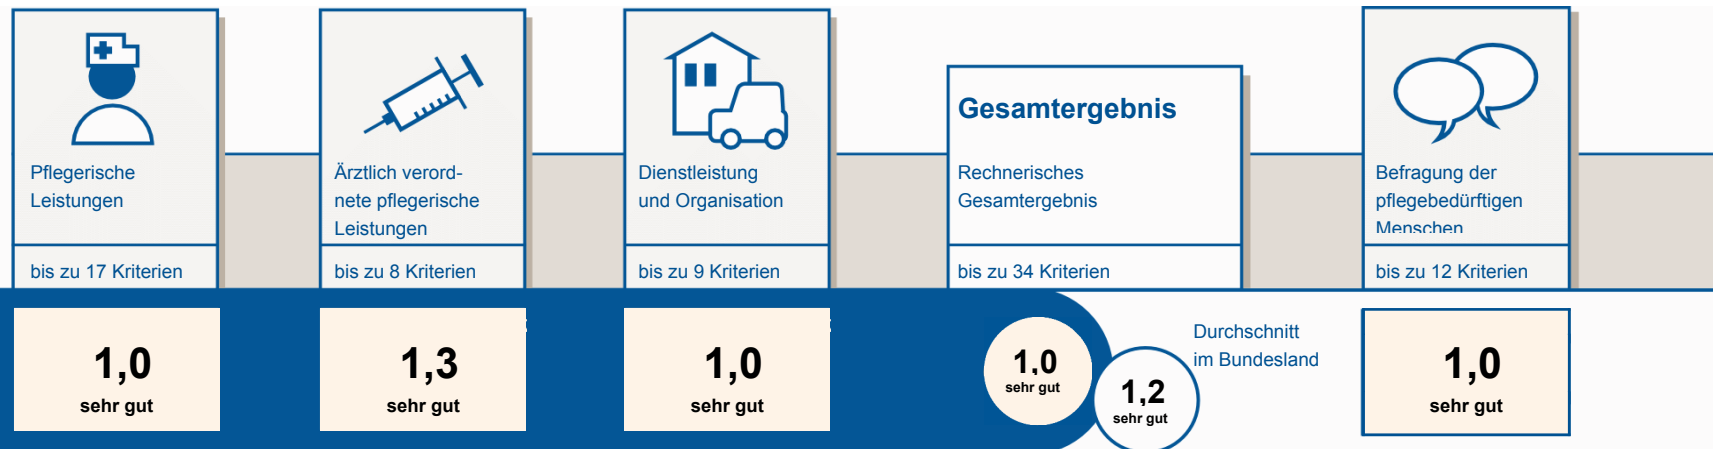 Pflegerische
Leistungen
bis zu 17 Kriterien
1,0
sehr gut
Ärztlich verord-
nete pflegerische
Leistungen
bis zu 8 Kriterien
1,3
sehr gut
Dienstleistung
und Organisation
bis zu 9 Kriterien
1,0
sehr gut
Gesamtergebnis
Rechnerisches
Gesamtergebnis
bis zu 34 Kriterien
1,0
sehr gut
1,2
sehr gut
Durchschnitt
im Bundesland
Befragung der
pflegebedürftigen
Menschen
bis zu 12 Kriterien
1,0
sehr gut